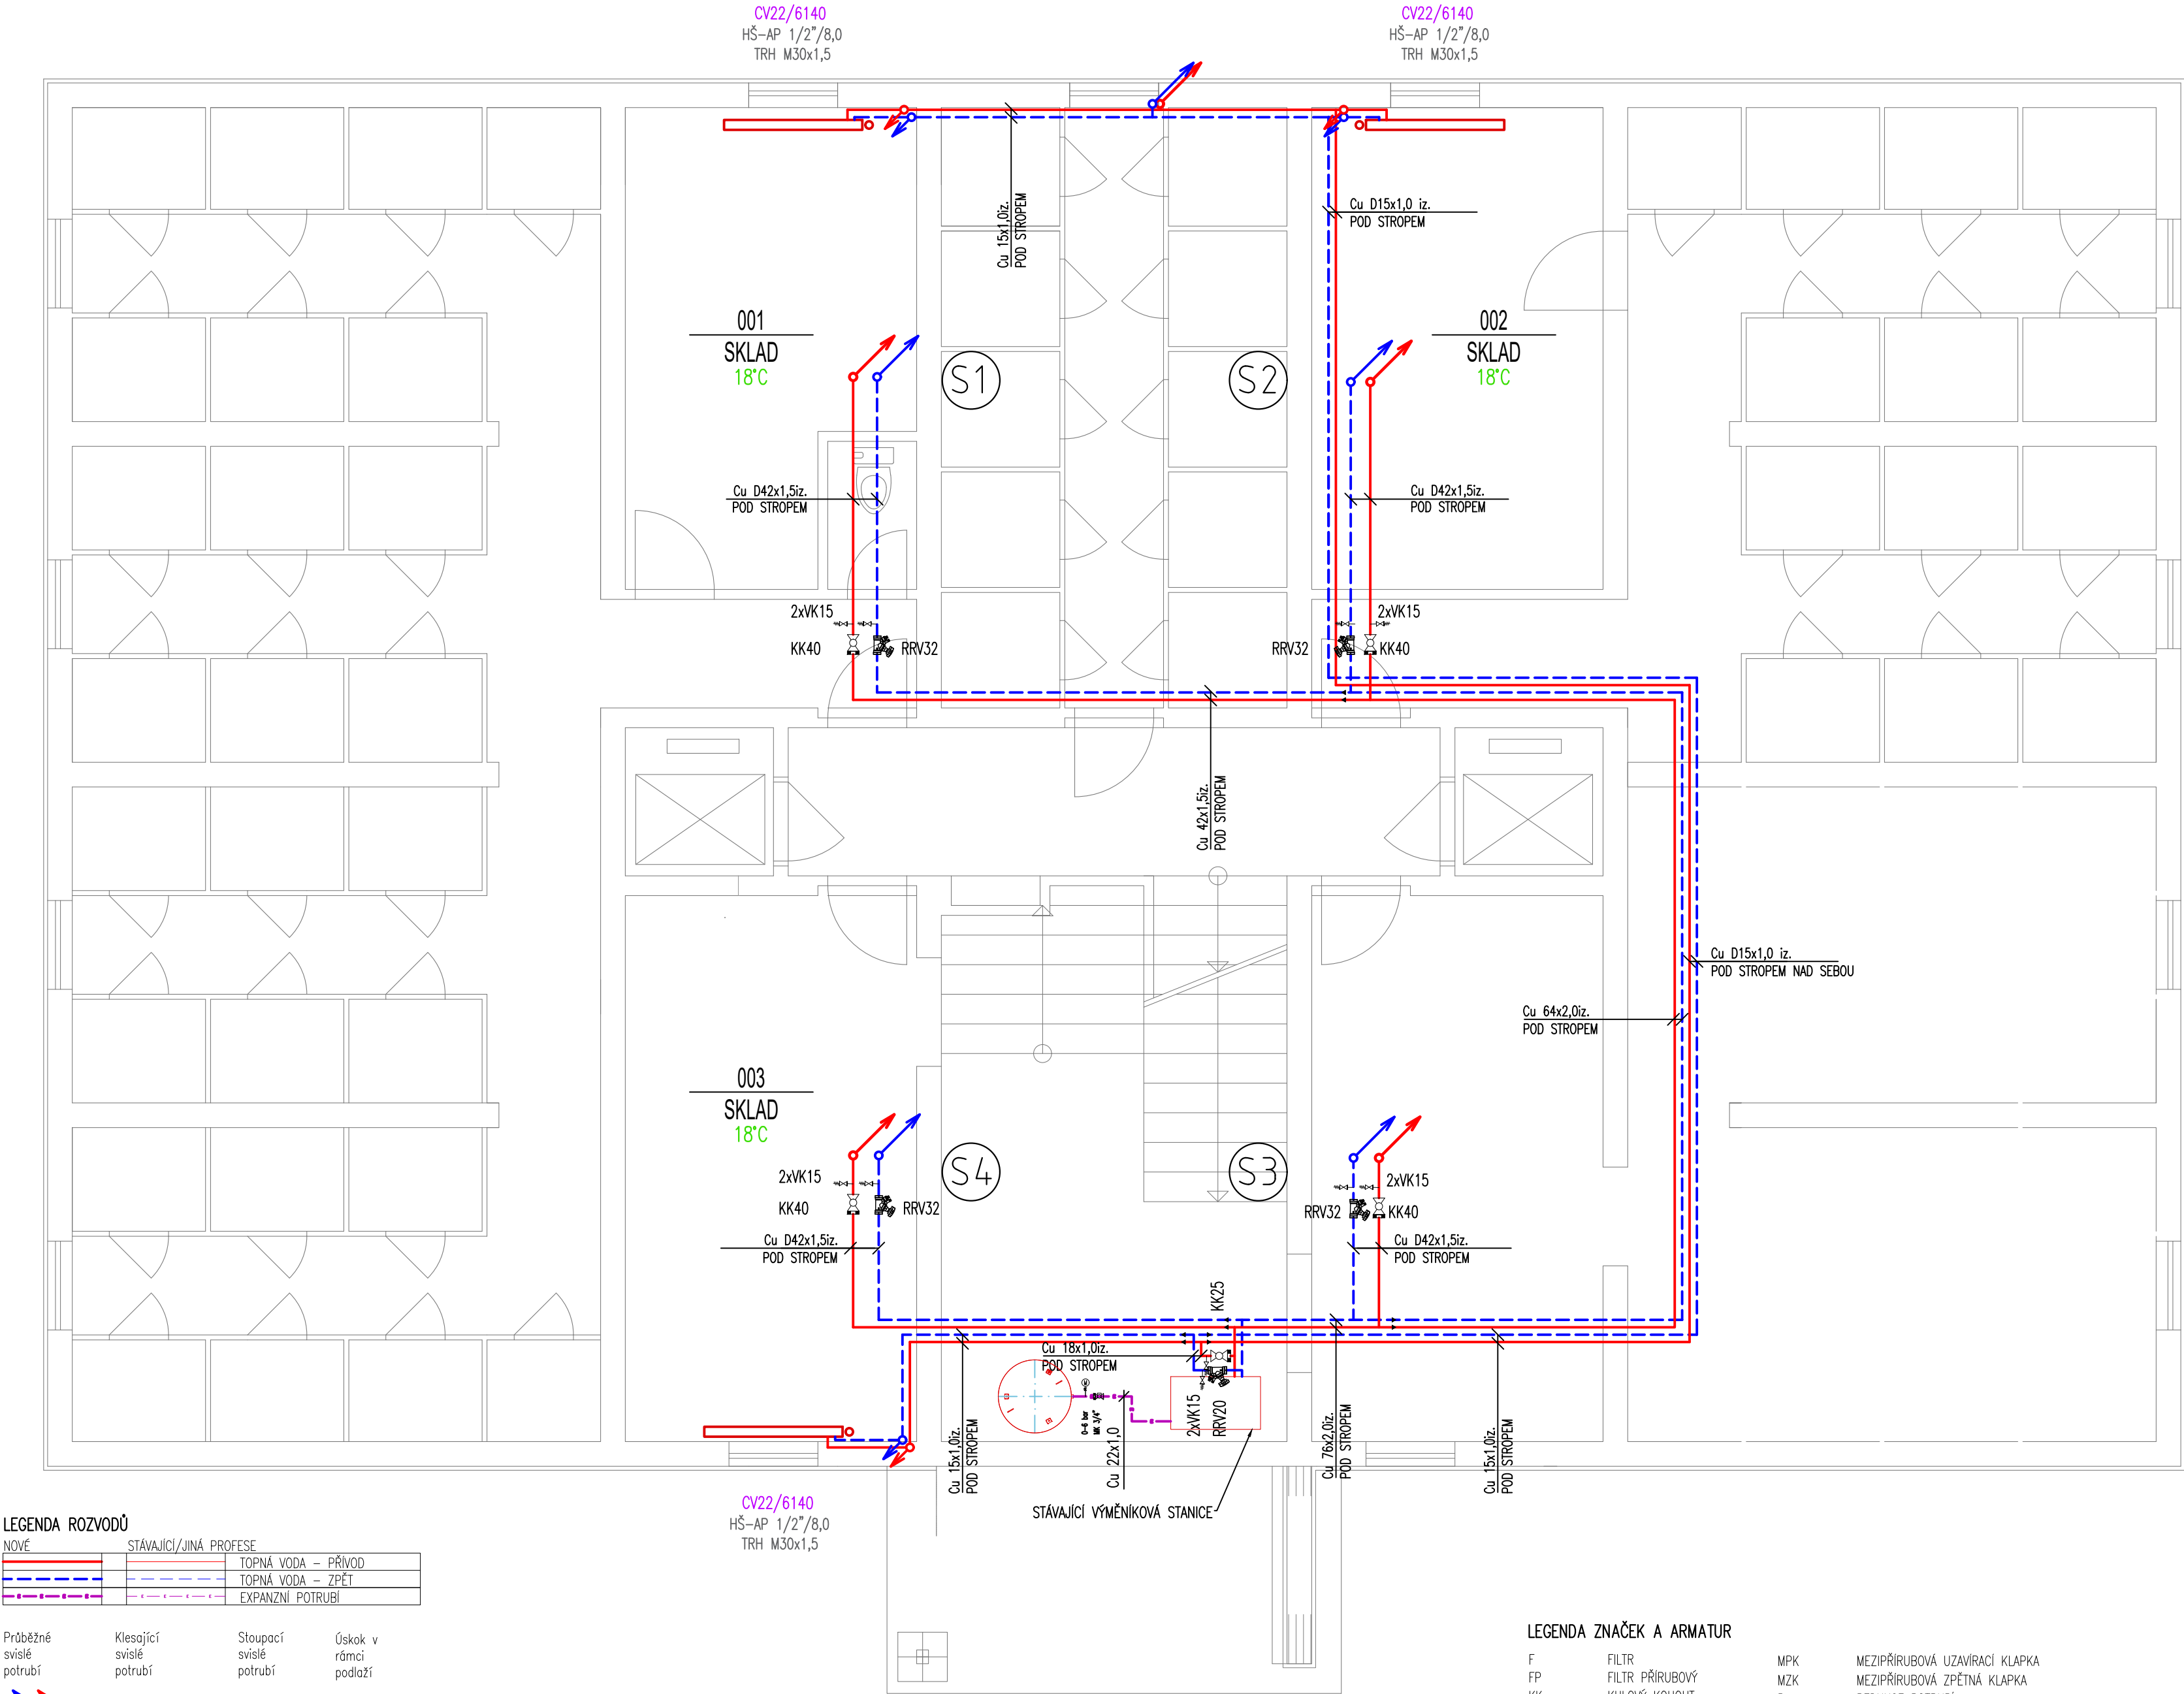 CV22/6140
HŠ-AP 1/2"/8,0
TRH M30x1,5
CV22/6140
HŠ-AP 1/2"/8,0
TRH M30x1,5
Cu 15x1,0iz.
POD STROPEM
Cu D15x1,0 iz.
POD STROPEM
001
SKLAD
18°C
S1
S2
002
SKLAD
18°C
Cu D42x1,5iz.
POD STROPEM
Cu D42x1,5iz.
POD STROPEM
2xVK15
KK40
RRV32
2xVK15
RRV32
KK40
Cu 42x1,5iz.
POD STROPEM
Cu D15x1,0 iz.
POD STROPEM NAD SEBOU
Cu 64x2,0iz.
POD STROPEM
003
SKLAD
18°C
S4
S3
2xVK15
KK40
RRV32
2xVK15
RRV32
KK40
Cu D42x1,5iz.
POD STROPEM
Cu D42x1,5iz.
POD STROPEM
KK25
Cu 18x1,0iz.
POD STROPEM
M
0-6 bar
MK 3/4"
Cu 22x1,0
2xVK15
RRV20
Cu 15x1,0iz.
POD STROPEM
Cu 76x2,0iz.
POD STROPEM
Cu 15x1,0iz.
POD STROPEM
STÁVAJÍCÍ VÝMĚNÍKOVÁ STANICE
CV22/6140
HŠ-AP 1/2"/8,0
TRH M30x1,5
LEGENDA ROZVODŮ
NOVÉ STÁVAJÍCÍ/JINÁ PROFESE
TOPNÁ VODA - PŘÍVOD
TOPNÁ VODA - ZPĚT
EXPANZNÍ POTRUBÍ
Průběžné
svislé
potrubí
Klesající
svislé
potrubí
Stoupací
svislé
potrubí
Úskok v
rámci
podlaží
LEGENDA ZNAČEK A ARMATUR
F FILTR
FP FILTR PŘÍRUBOVÝ
KK KULOVÝ KOHOUT
MPK MEZIPŘÍRUBOVÁ UZAVÍRACÍ KLAPKA
MZK MEZIPŘÍRUBOVÁ ZPĚTNÁ KLAPKA